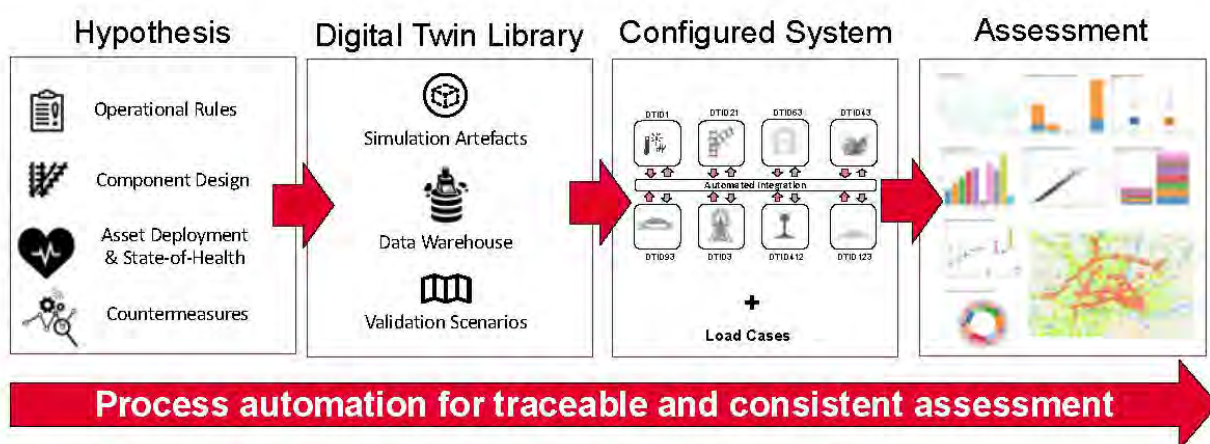 Hypothesis
Operational Rules
Component Design
Asset Deployment
& State-of-Health
Countermeasures
Digital Twin Library
Simulation Artefacts
Data Warehouse
Validation Scenarios
Configured System
DTID1
DTID21
DTID63
DTID43
Automated Integration
DTID93
DTID3
DTID412
DTID123
+
Load Cases
Assessment
Process automation for traceable and consistent assessment